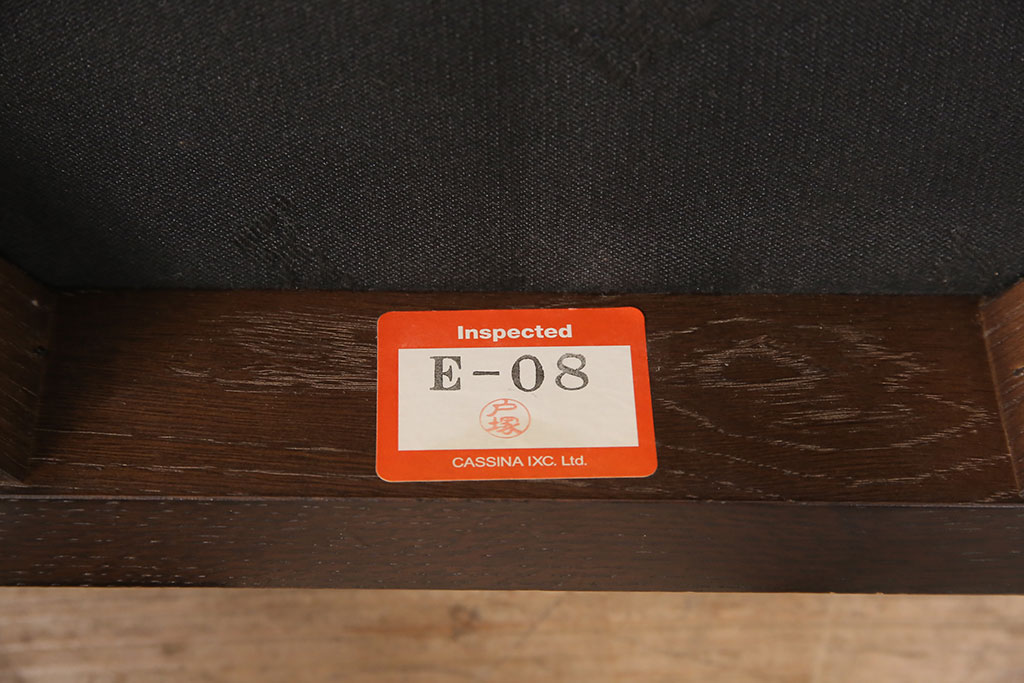 Inspected
E-08
戸
塚
CASSINA IXC. Ltd.